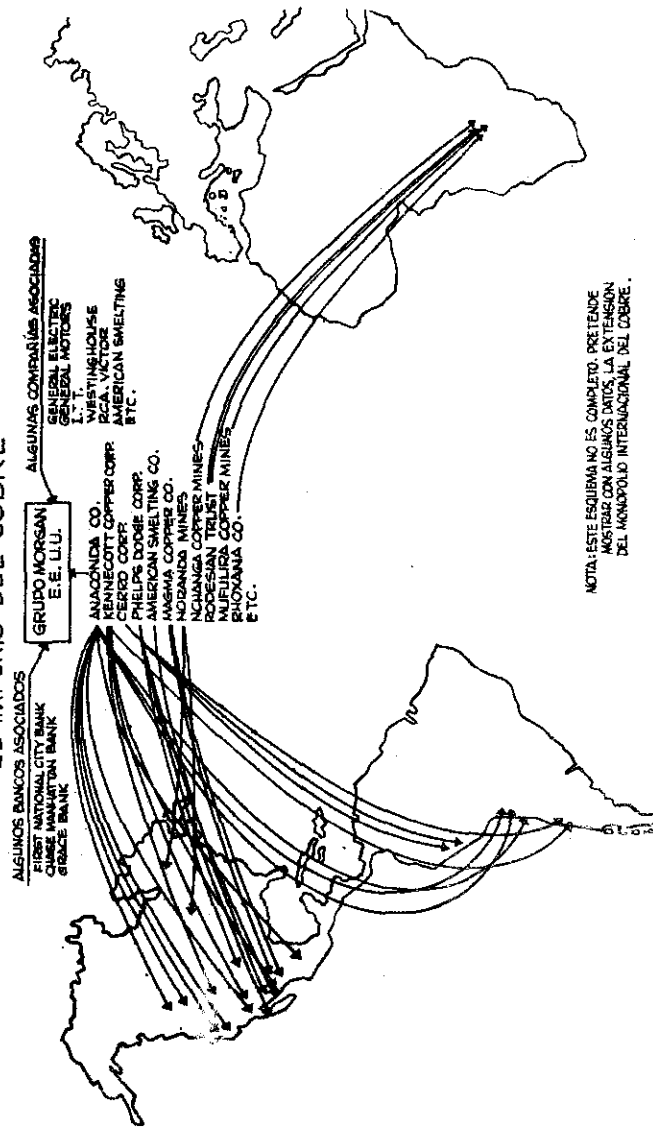 ALGUNOS BANCOS ASOCIADOS
FIRST NATIONAL CITY BANK
CHASE MANHATTAN BANK
GRACE BANK
GRUPO MORGAN
E.E. U.U.
ALGUNAS COMPAÑÍAS ASOCIADAS
GENERAL ELECTRIC
GENERAL MOTORS
I.T.T.
WESTINGHOUSE
RCA. VICTOR
AMERICAN SMELTING
ETC.
ANACONDA CO.
KENNECOTT COPPER CORP.
CERRO CORP.
PHELPS DODGE CORP.
AMERICAN SMELTING CO.
MAGMA COPPER CO.
NORANDA MINES
NCHANGA COPPER MINES
RODESIAN TRUST
MUFULIRA COPPER MINES
RHOXANA CO.
ETC.
NOTA: ESTE ESQUEMA NO ES COMPLETO. PRETENDE
MOSTRAR CON ALGUNOS DATOS, LA EXTENSION
DEL MONOPOLIO INTERNACIONAL DEL COBRE.